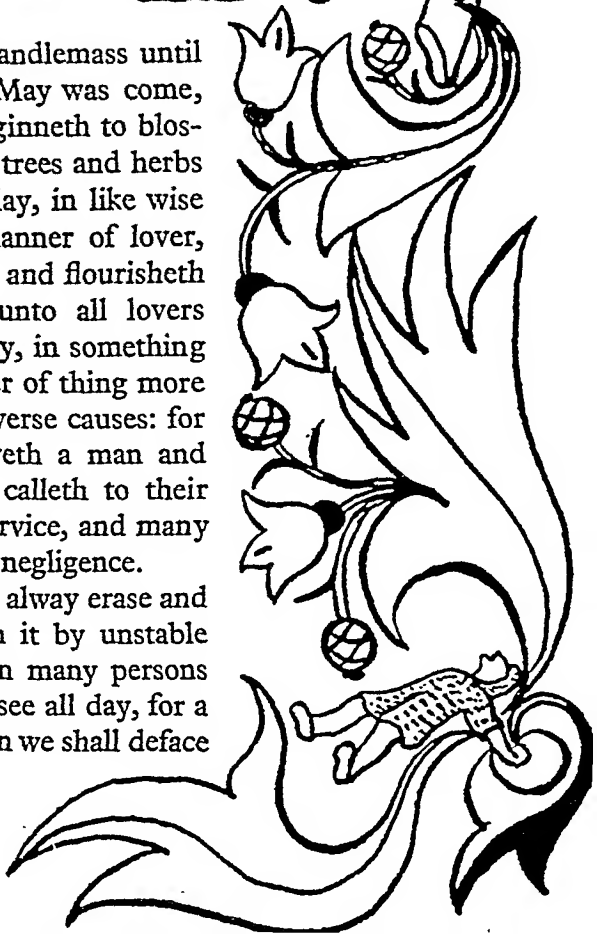 andlemass until
May was come,
ginneth to blos-
trees and herbs
ay, in like wise
anner of lover,
and flourisheth
unto all lovers
y, in something
r of thing more
verse causes: for
eth a man and
calleth to their
rvice, and many
negligence.
alway erase and
it by unstable
n many persons
see all day, for a
n we shall deface